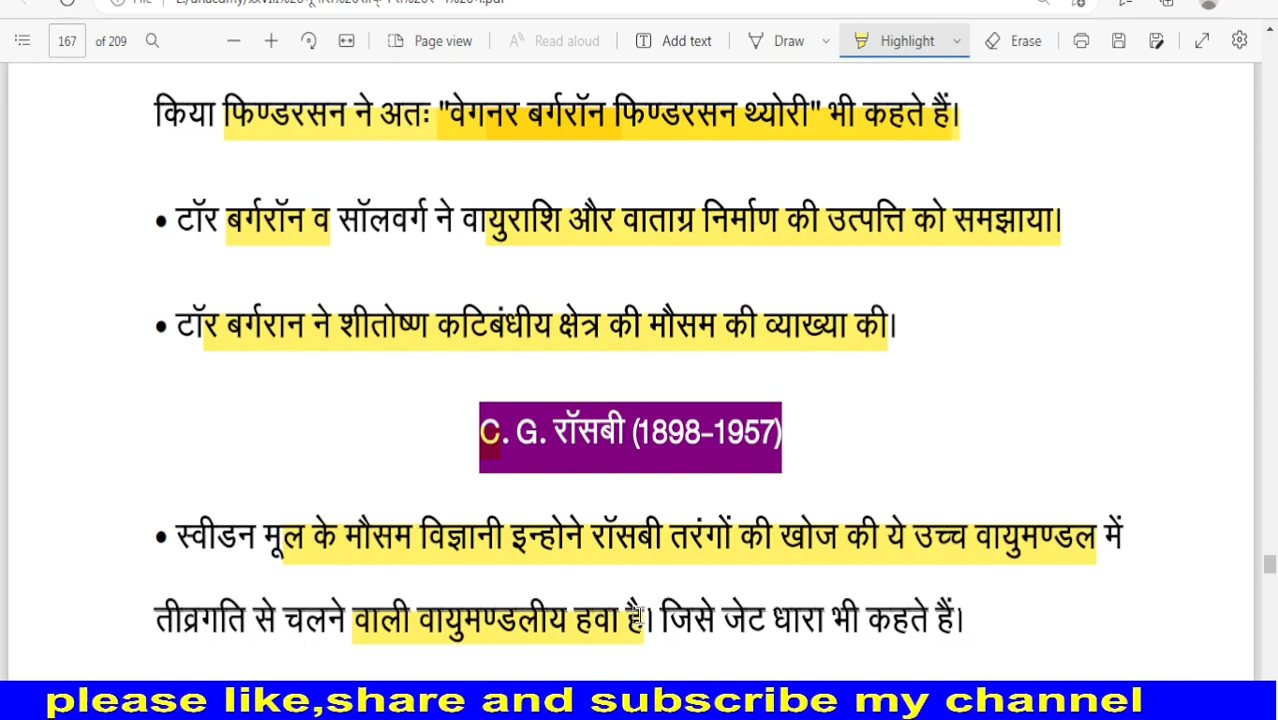 167 of 209 Page view Read aloud Add text Draw Highlight Erase
किया फिण्डरसन ने अतः "वेगनर बर्गरॉन फिण्डरसन थ्योरी" भी कहते हैं।
• टॉर बर्गरॉन व सॉलवर्ग ने वायुराशि और वाताग्र निर्माण की उत्पत्ति को समझाया।
• टॉर बर्गरान ने शीतोष्ण कटिबंधीय क्षेत्र की मौसम की व्याख्या की।
C. G. रॉसबी (1898-1957)
• स्वीडन मूल के मौसम विज्ञानी इन्होने रॉसबी तरंगों की खोज की ये उच्च वायुमण्डल में
तीव्रगति से चलने वाली वायुमण्डलीय हवा है। जिसे जेट धारा भी कहते हैं।
please like,share and subscribe my channel